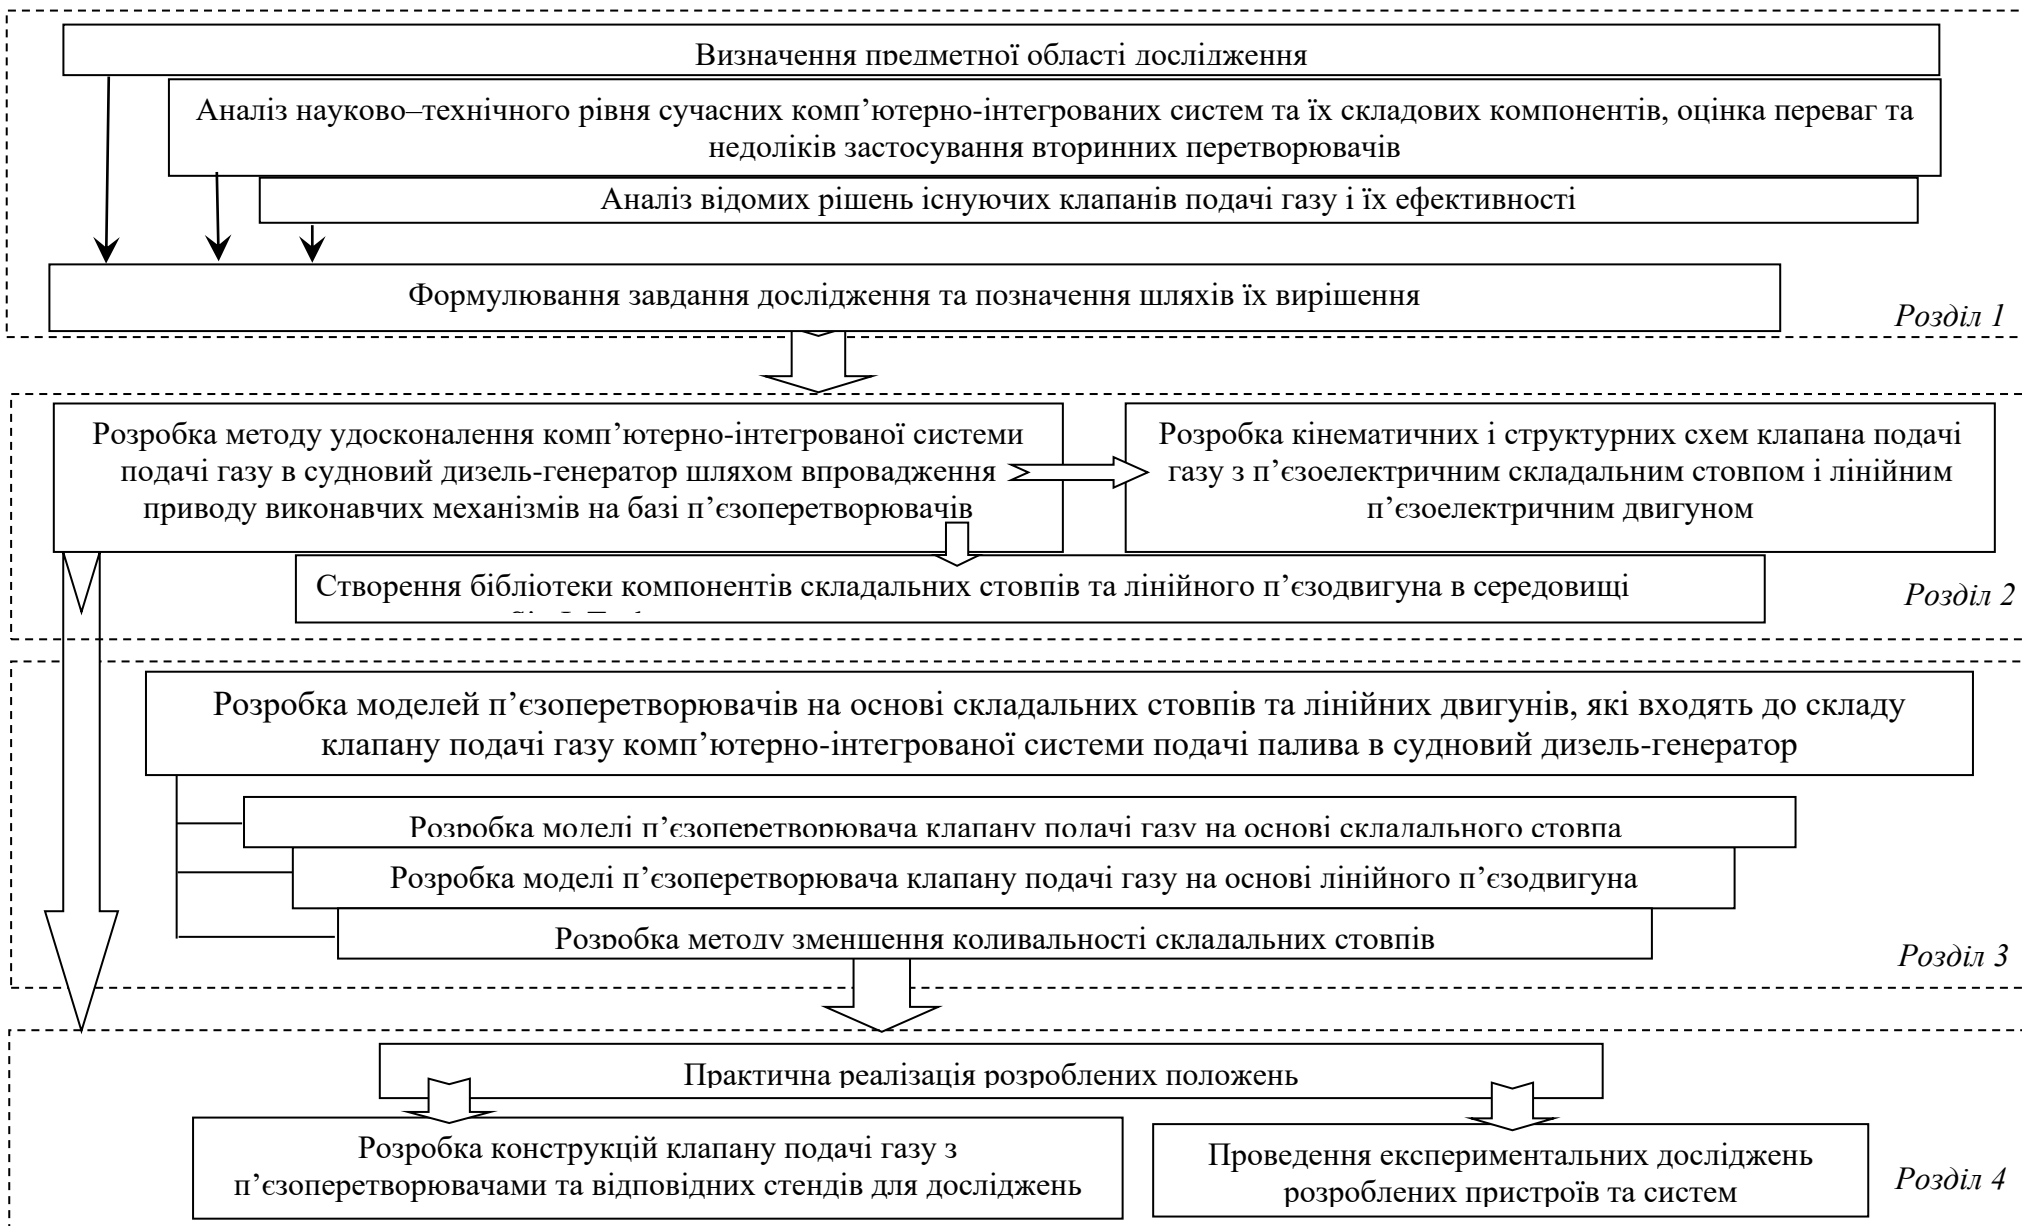 Визначення предметної області дослідження
Аналіз науково–технічного рівня сучасних комп’ютерно-інтегрованих систем та їх складових компонентів, оцінка переваг та
недоліків застосування вторинних перетворювачів
Аналіз відомих рішень існуючих клапанів подачі газу і їх ефективності
Формулювання завдання дослідження та позначення шляхів їх вирішення
Розділ 1
Розробка методу удосконалення комп’ютерно-інтегрованої системи
подачі газу в судновий дизель-генератор шляхом впровадження
приводу виконавчих механізмів на базі п’єзоперетворювачів
Розробка кінематичних і структурних схем клапана подачі
газу з п’єзоелектричним складальним стовпом і лінійним
п’єзоелектричним двигуном
Створення бібліотеки компонентів складальних стовпів та лінійного п’єзодвигуна в середовищі
Розділ 2
Розробка моделей п’єзоперетворювачів на основі складальних стовпів та лінійних двигунів, які входять до складу
клапану подачі газу комп’ютерно-інтегрованої системи подачі палива в судновий дизель-генератор
Розробка моделі п’єзоперетворювача клапану подачі газу на основі складального стовпа
Розробка моделі п’єзоперетворювача клапану подачі газу на основі лінійного п’єзодвигуна
Розробка методу зменшення коливальності складальних стовпів
Розділ 3
Практична реалізація розроблених положень
Розробка конструкцій клапану подачі газу з
п’єзоперетворювачами та відповідних стендів для досліджень
Проведення експериментальних досліджень
розроблених пристроїв та систем
Розділ 4